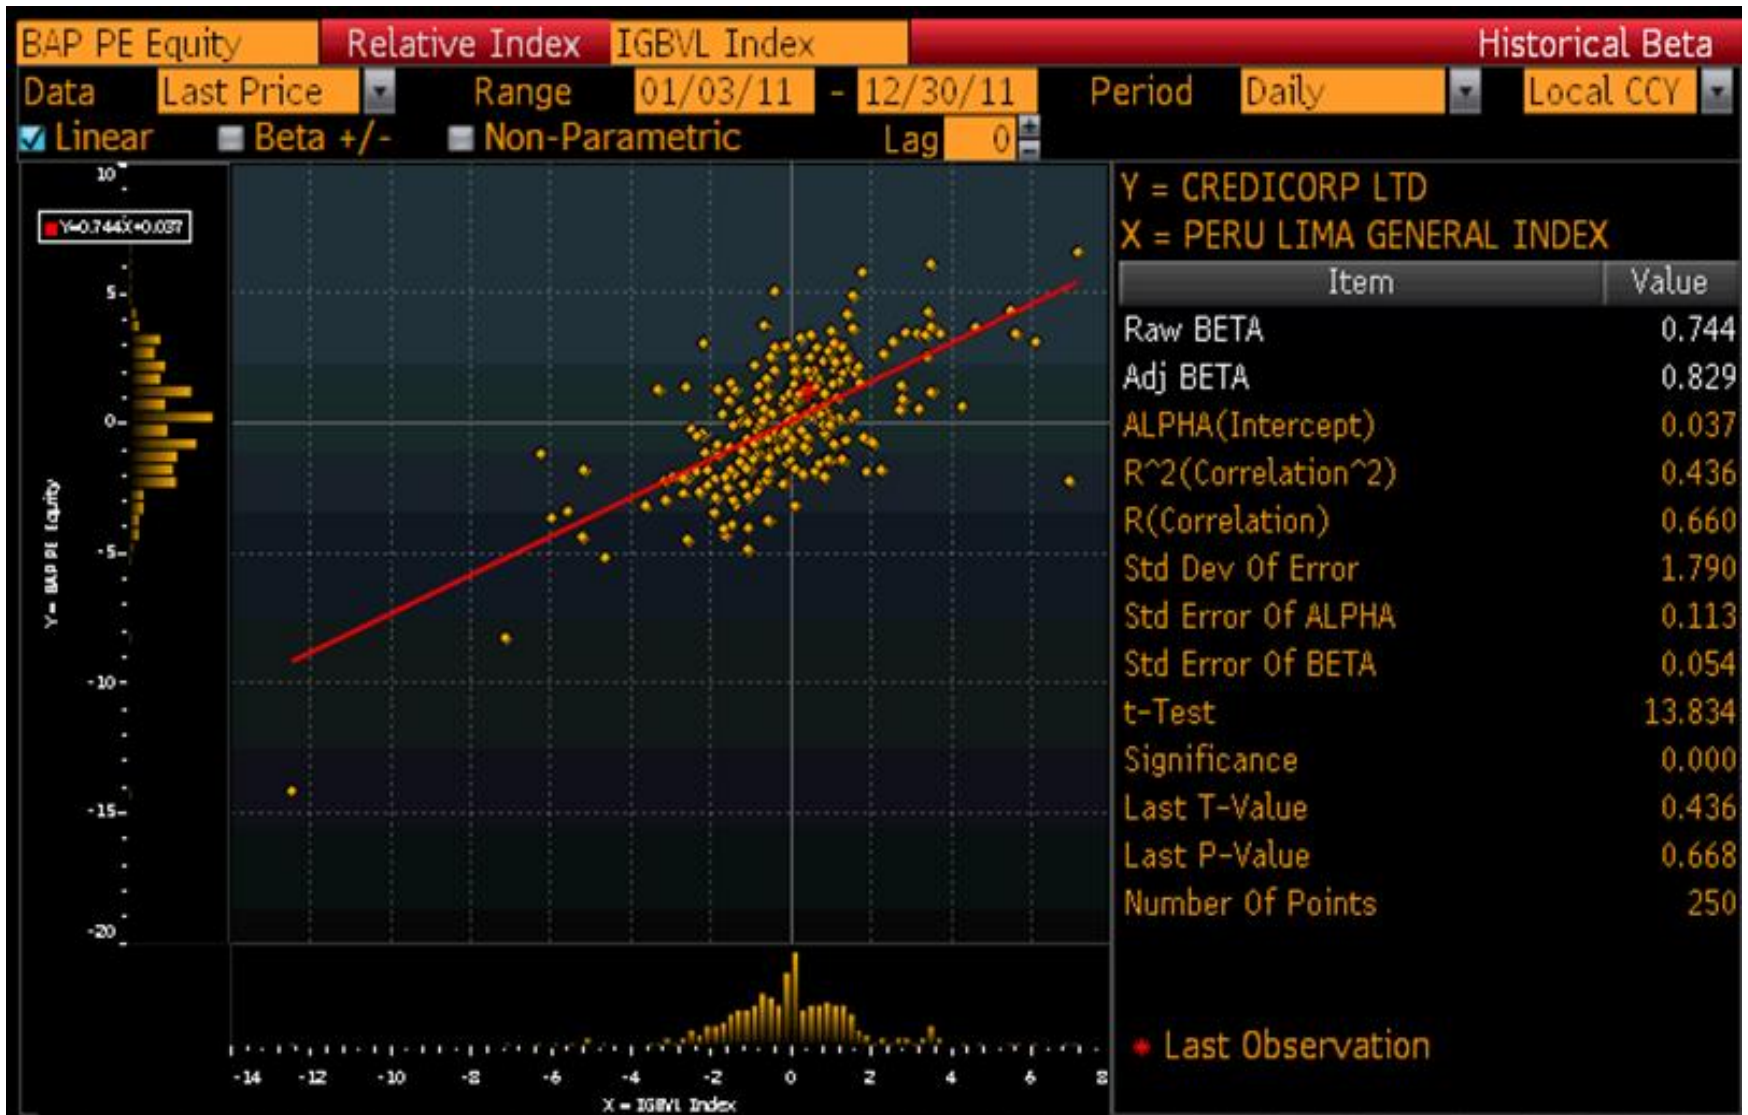 BAP PE Equity Relative Index IGBVL Index Historical Beta
Data Last Price Range 01/03/11 - 12/30/11 Period Daily Local CCY
Linear Beta +/- Non-Parametric Lag 0
Y = CREDICORP LTD
X = PERU LIMA GENERAL INDEX
Item Value
Raw BETA 0.744
Adj BETA 0.829
ALPHA(Intercept) 0.037
R^2(Correlation^2) 0.436
R(Correlation) 0.660
Std Dev Of Error 1.790
Std Error Of ALPHA 0.113
Std Error Of BETA 0.054
t-Test 13.834
Significance 0.000
Last T-Value 0.436
Last P-Value 0.668
Number Of Points 250
Last Observation
10
Y=0.744X+0.037
5
0
-5
-10
-15
-20
Y = BAP PE Equity
-14 -12 -10 -8 -6 -4 -2 0 2 4 6 8
X = IGBVL Index